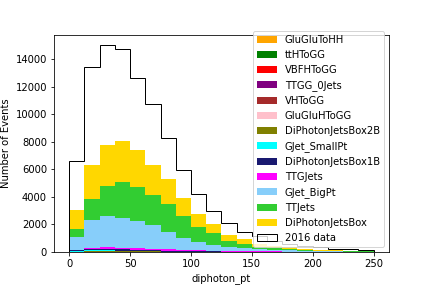 GluGluToHH
ttHToGG
VBFHToGG
TTGG_0Jets
VHToGG
GluGluHToGG
DiPhotonJetsBox2B
GJet_SmallPt
DiPhotonJetsBox1B
TTGJets
GJet_BigPt
TTJets
DiPhotonJetsBox
2016 data
Number of Events
14000
12000
10000
8000
6000
4000
2000
0
0 50 100 150 200 250
diphoton_pt